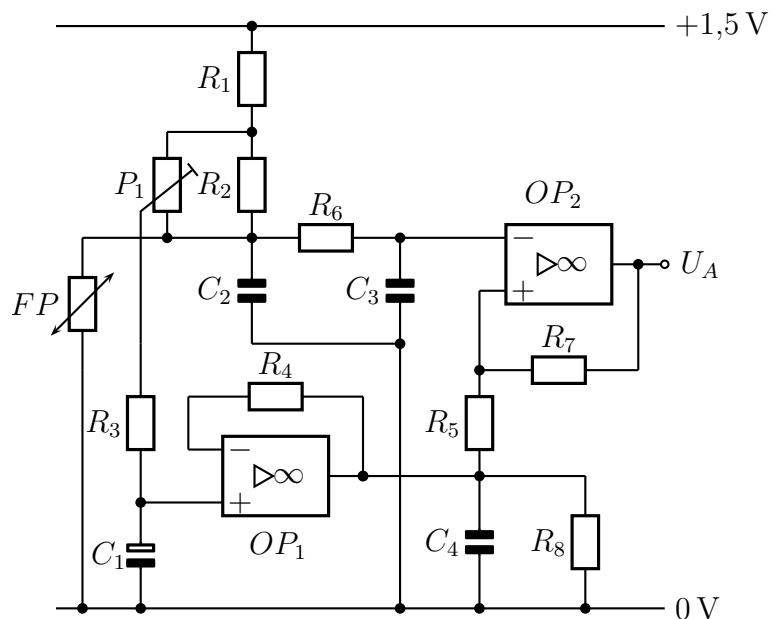 +1,5 V
R1
P1
R2
R6
OP2
−
▷∞
+
UA
FP
C2
C3
R7
R4
R3
R5
−
▷∞
+
OP1
C1
C4
R8
0 V